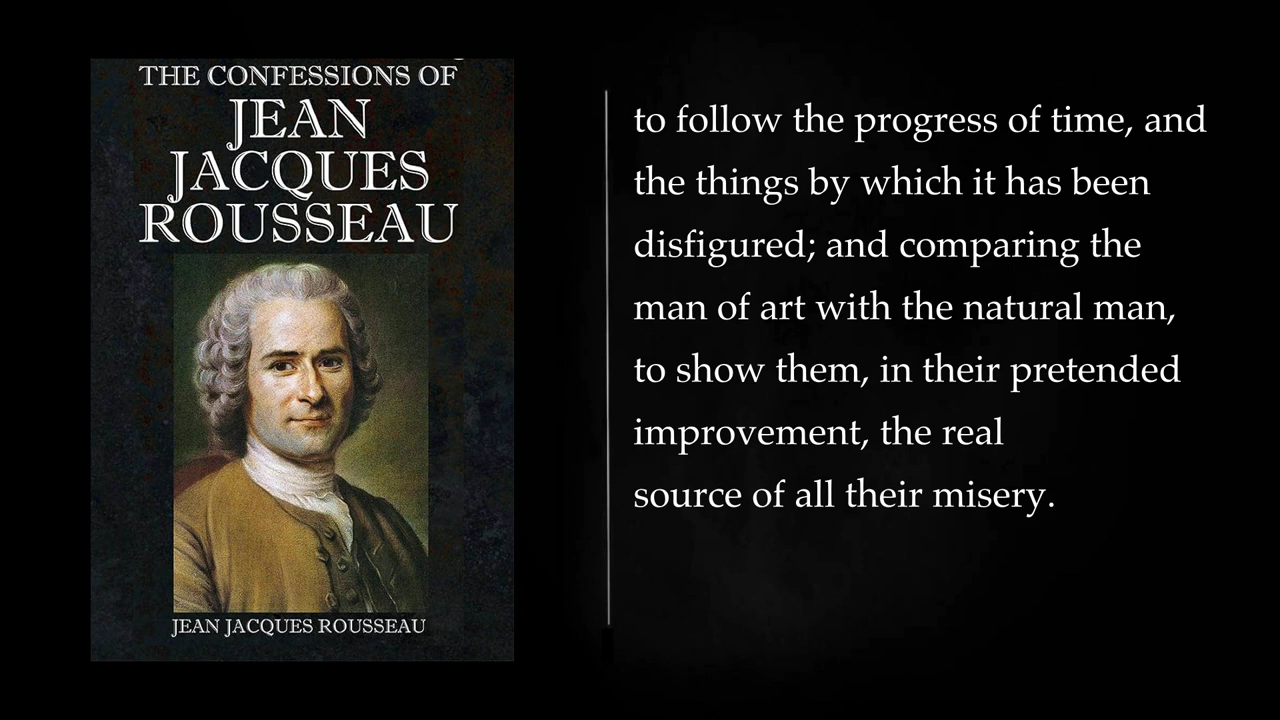 THE CONFESSIONS OF
JEAN
JACQUES
ROUSSEAU
JEAN JACQUES ROUSSEAU
to follow the progress of time, and
the things by which it has been
disfigured; and comparing the
man of art with the natural man,
to show them, in their pretended
improvement, the real
source of all their misery.